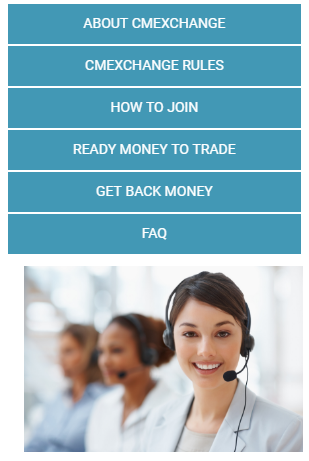 ABOUT CMEXCHANGE
CMEXCHANGE RULES
HOW TO JOIN
READY MONEY TO TRADE
GET BACK MONEY
FAQ